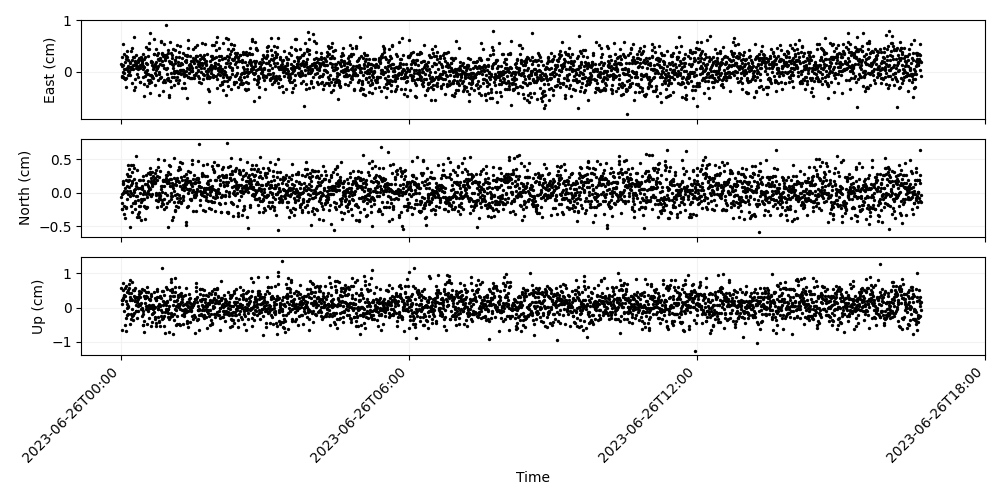 East (cm)
1
0
North (cm)
0.5
0.0
−0.5
Up (cm)
1
0
−1
2023-06-26T00:00
2023-06-26T06:00
2023-06-26T12:00
2023-06-26T18:00
Time